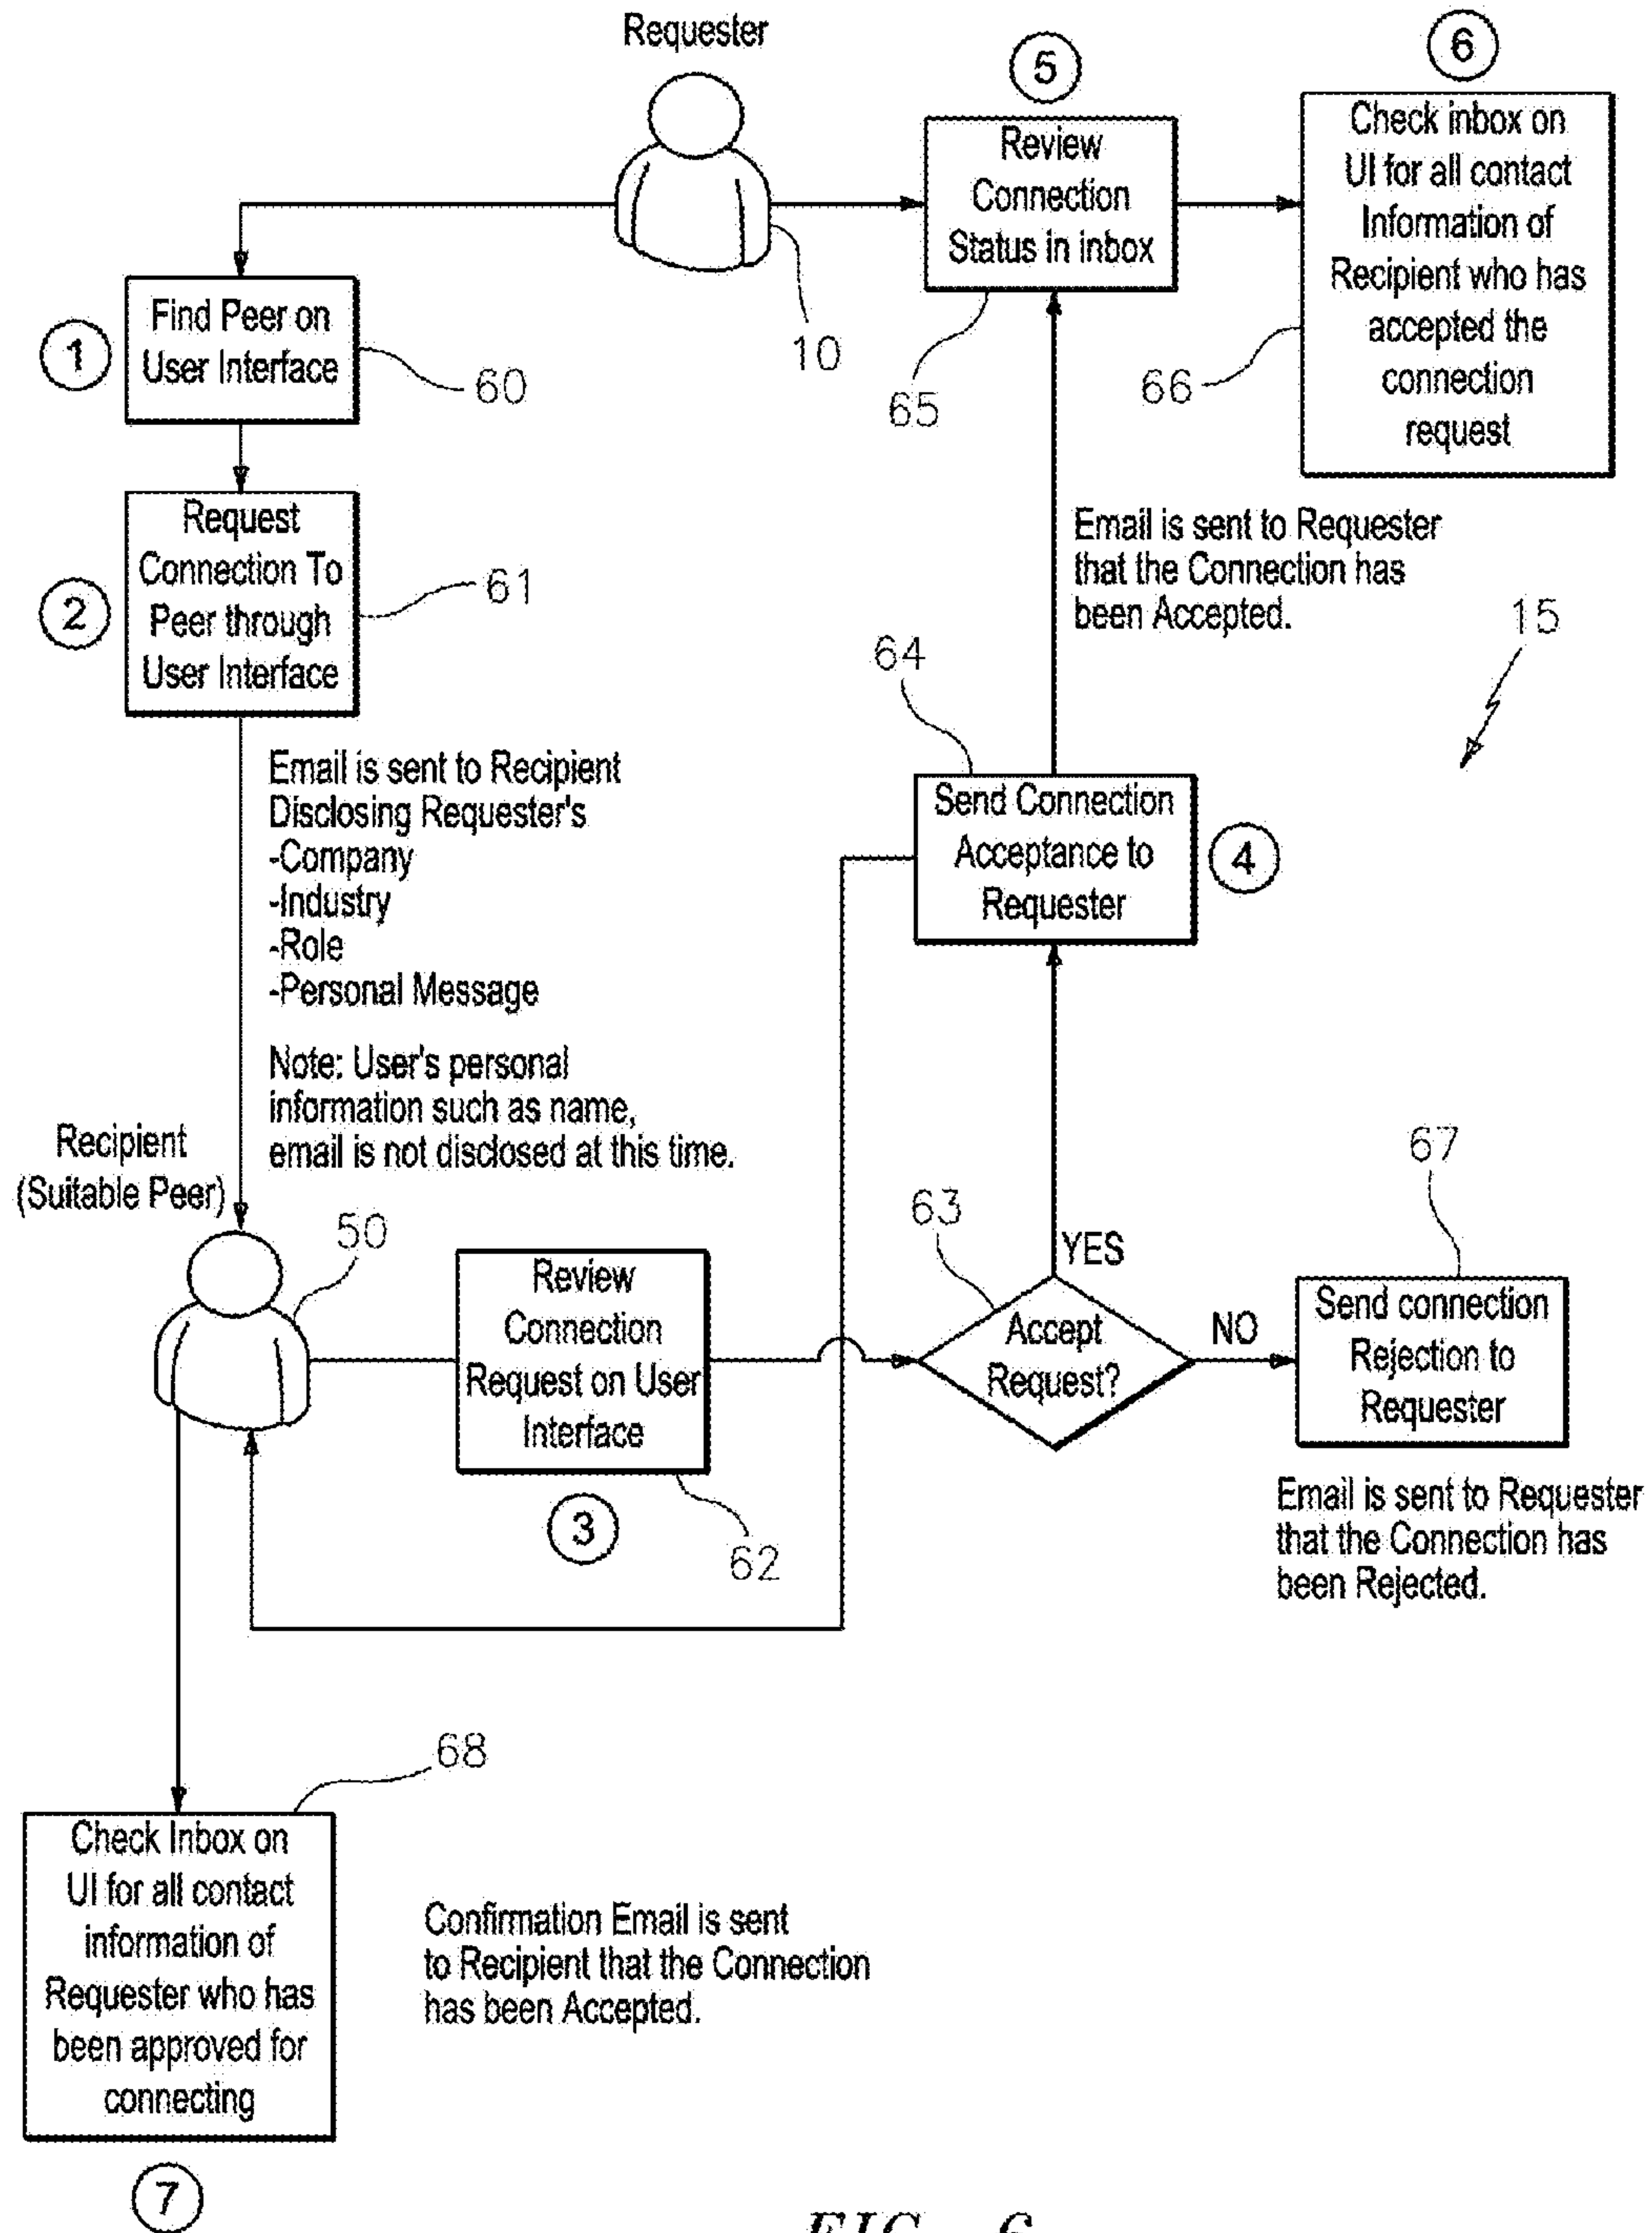 Requester
10
1
Find Peer on
User Interface
60
2
Request
Connection To
Peer through
User Interface
61
Email is sent to Recipient
Disclosing Requester's
-Company
-Industry
-Role
-Personal Message
Note: User's personal
information such as name,
email is not disclosed at this time.
Recipient
(Suitable Peer)
50
Review
Connection
Request on User
Interface
3
62
63
Accept
Request?
YES
NO
67
Send connection
Rejection to
Requester
Email is sent to Requester
that the Connection has
been Rejected.
64
Send Connection
Acceptance to
Requester
4
Email is sent to Requester
that the Connection has
been Accepted.
15
5
Review
Connection
Status in inbox
65
6
Check inbox on
UI for all contact
Information of
Recipient who has
accepted the
connection
request
66
68
Check Inbox on
UI for all contact
information of
Requester who has
been approved for
connecting
7
Confirmation Email is sent
to Recipient that the Connection
has been Accepted.
FIG. 6